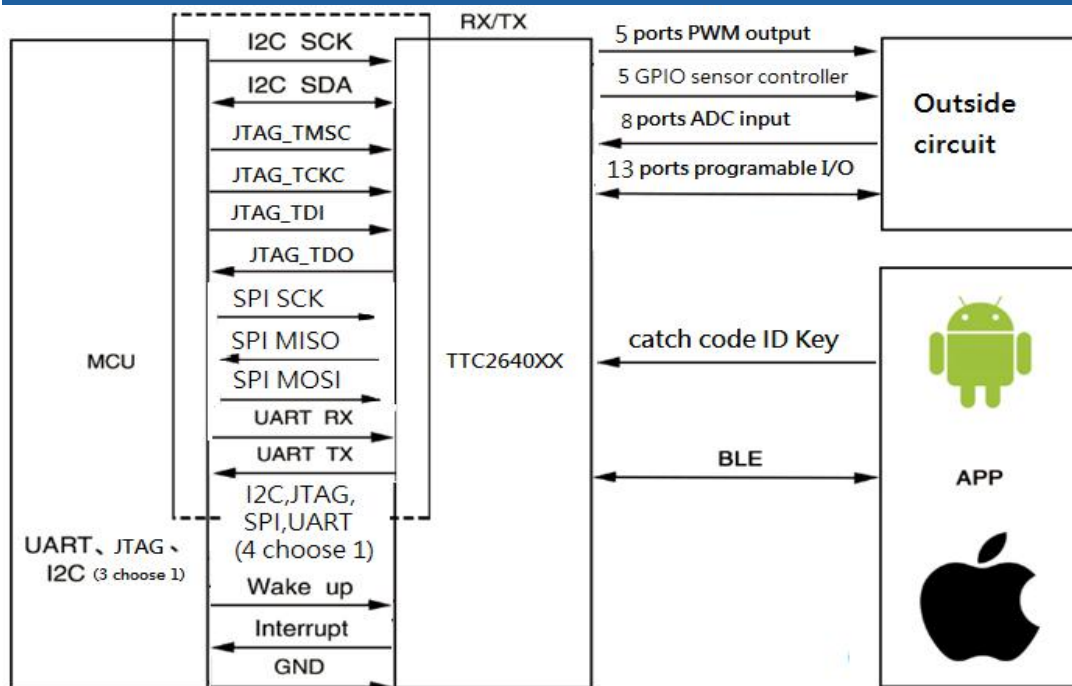 RX/TX
I2C SCK
I2C SDA
JTAG_TMSC
JTAG_TCKC
JTAG_TDI
JTAG_TDO
SPI SCK
SPI MISO
SPI MOSI
UART RX
UART TX
I2C,JTAG,
SPI,UART
(4 choose 1)
Wake up
Interrupt
GND
MCU
UART、JTAG、
I2C (3 choose 1)
TTC2640XX
5 ports PWM output
5 GPIO sensor controller
8 ports ADC input
13 ports programable I/O
Outside
circuit
catch code ID Key
BLE
APP